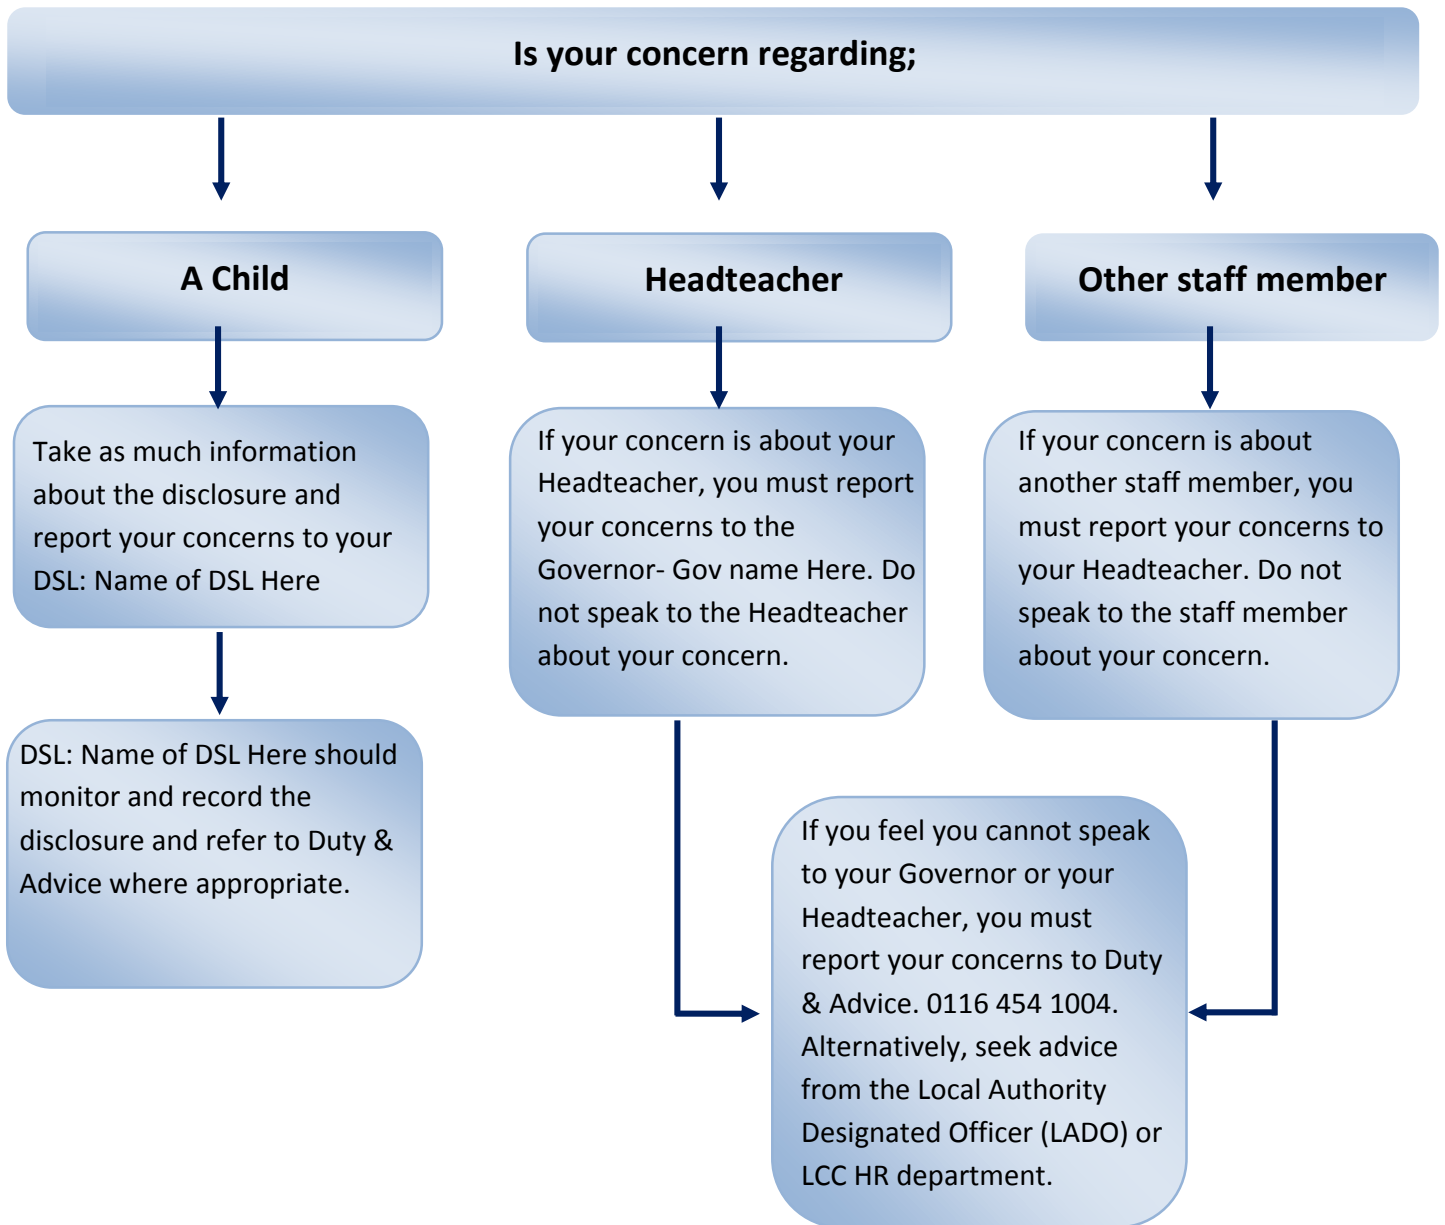 Is your concern regarding;
A Child
Headteacher
Other staff member
Take as much information
about the disclosure and
report your concerns to your
DSL: Name of DSL Here
If your concern is about your
Headteacher, you must report
your concerns to the
Governor- Gov name Here. Do
not speak to the Headteacher
about your concern.
If your concern is about
another staff member, you
must report your concerns to
your Headteacher. Do not
speak to the staff member
about your concern.
DSL: Name of DSL Here should
monitor and record the
disclosure and refer to Duty &
Advice where appropriate.
If you feel you cannot speak
to your Governor or your
Headteacher, you must
report your concerns to Duty
& Advice. 0116 454 1004.
Alternatively, seek advice
from the Local Authority
Designated Officer (LADO) or
LCC HR department.